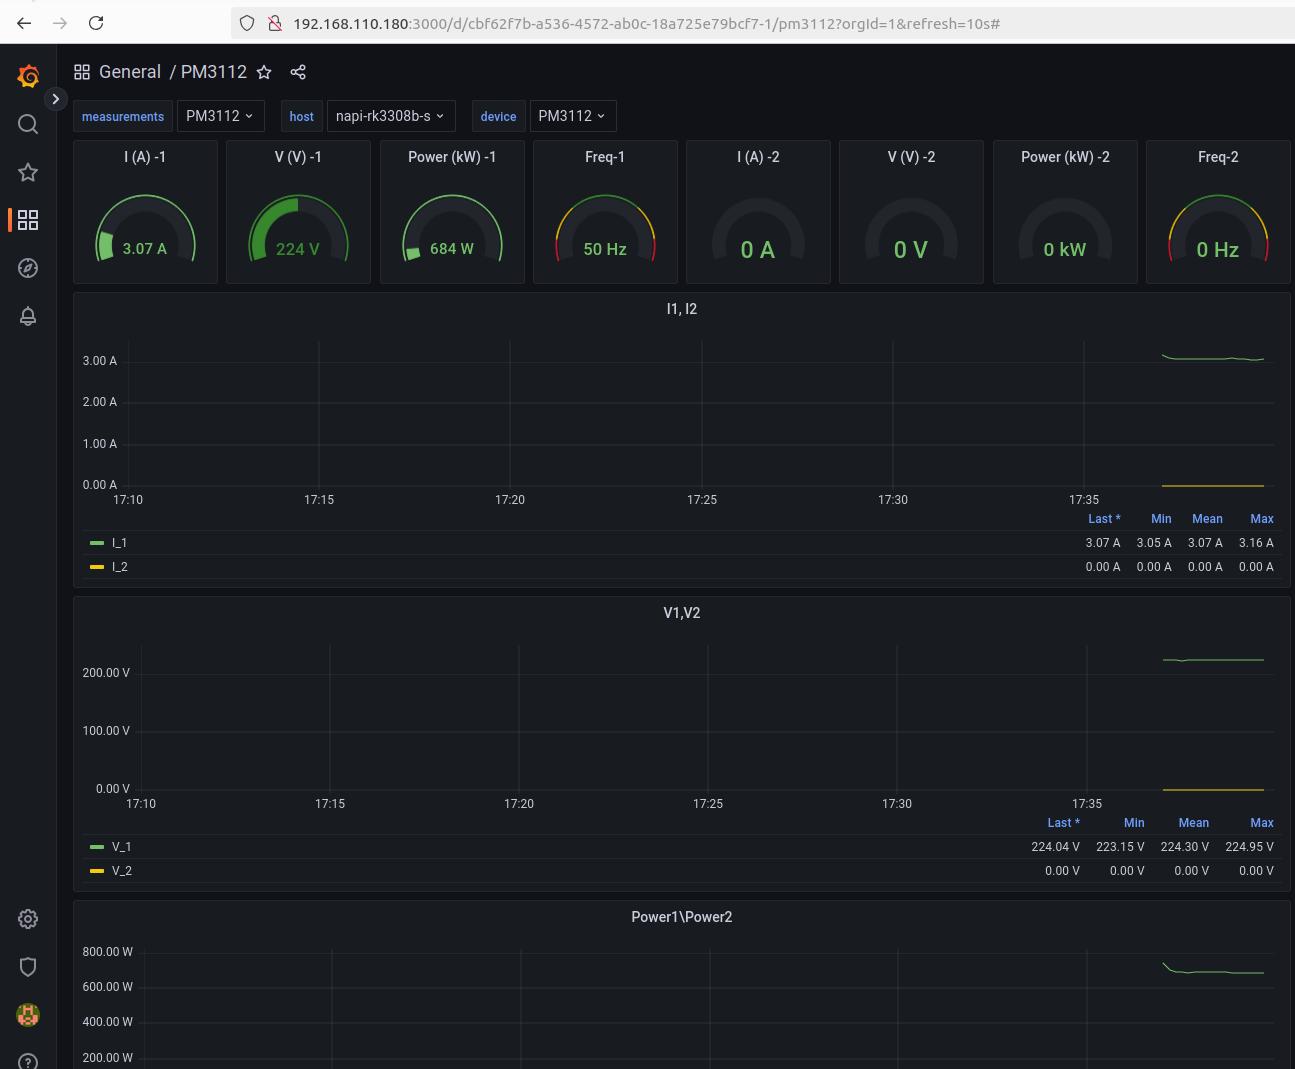 192.168.110.180:3000/d/cbf62f7b-a536-4572-ab0c-18a725e79bcf7-1/pm3112?orgId=1&refresh=10s#
General / PM3112
measurements PM3112 host napi-rk3308b-s device PM3112
I (A) -1 V (V) -1 Power (kW) -1 Freq-1 I (A) -2 V (V) -2 Power (kW) -2 Freq-2
3.07 A 224 V 684 W 50 Hz 0 A 0 V 0 kW 0 Hz
I1, I2
3.00 A
2.00 A
1.00 A
0.00 A
17:10 17:15 17:20 17:25 17:30 17:35
Last * Min Mean Max
I_1 3.07 A 3.05 A 3.07 A 3.16 A
I_2 0.00 A 0.00 A 0.00 A 0.00 A
V1,V2
200.00 V
100.00 V
0.00 V
17:10 17:15 17:20 17:25 17:30 17:35
Last * Min Mean Max
V_1 224.04 V 223.15 V 224.30 V 224.95 V
V_2 0.00 V 0.00 V 0.00 V 0.00 V
Power1\Power2
800.00 W
600.00 W
400.00 W
200.00 W